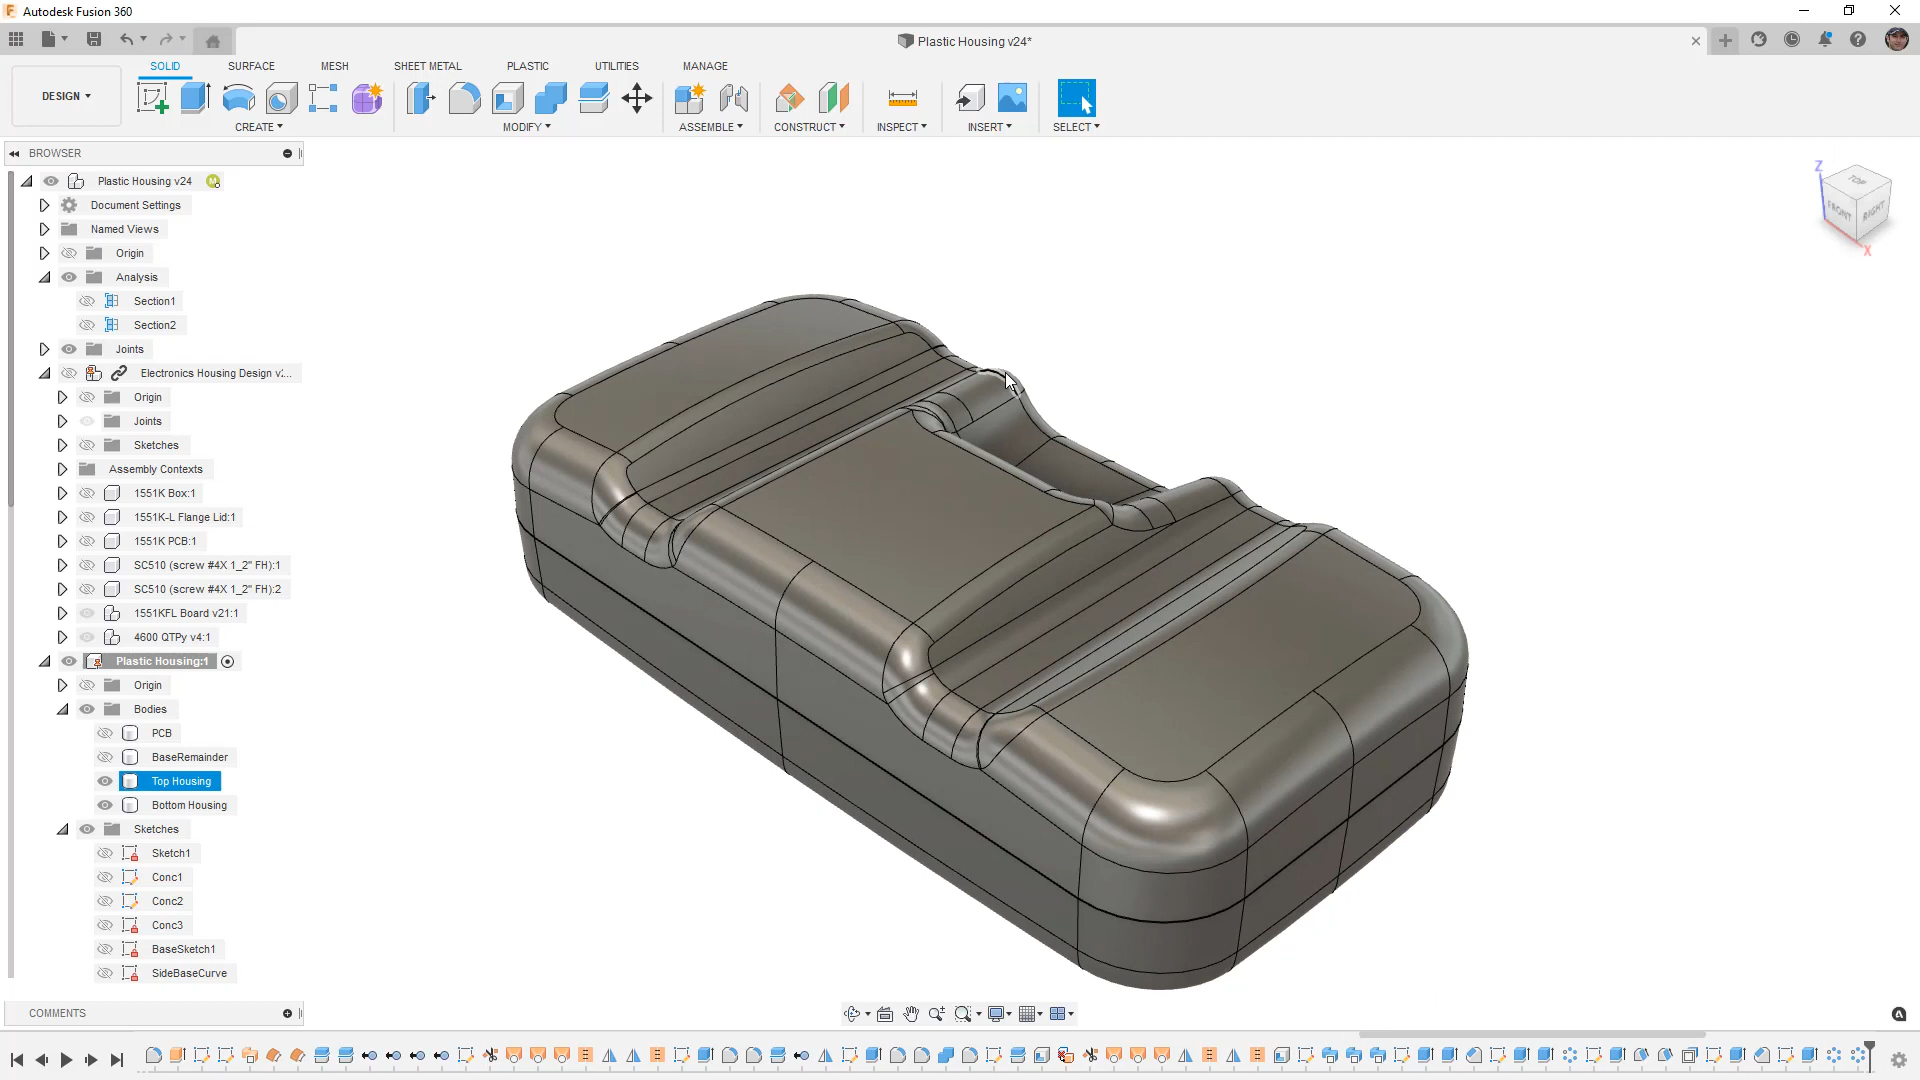 Autodesk Fusion 360
Plastic Housing v24*
DESIGN
SOLID SURFACE MESH SHEET METAL PLASTIC UTILITIES MANAGE
CREATE MODIFY ASSEMBLE CONSTRUCT INSPECT INSERT SELECT
BROWSER
Plastic Housing v24
M
Document Settings
Named Views
Origin
Analysis
Section1
Section2
Joints
Electronics Housing Design v2...
Origin
Joints
Sketches
Assembly Contexts
1551K Box:1
1551K-L Flange Lid:1
1551K PCB:1
SC510 (screw #4X 1_2" FH):1
SC510 (screw #4X 1_2" FH):2
1551KFL Board v21:1
4600 QTPy v4:1
Plastic Housing:1
Origin
Bodies
PCB
BaseRemainder
Top Housing
Bottom Housing
Sketches
Sketch1
Conc1
Conc2
Conc3
BaseSketch1
SideBaseCurve
COMMENTS
Z
TOP
FRONT RIGHT
X